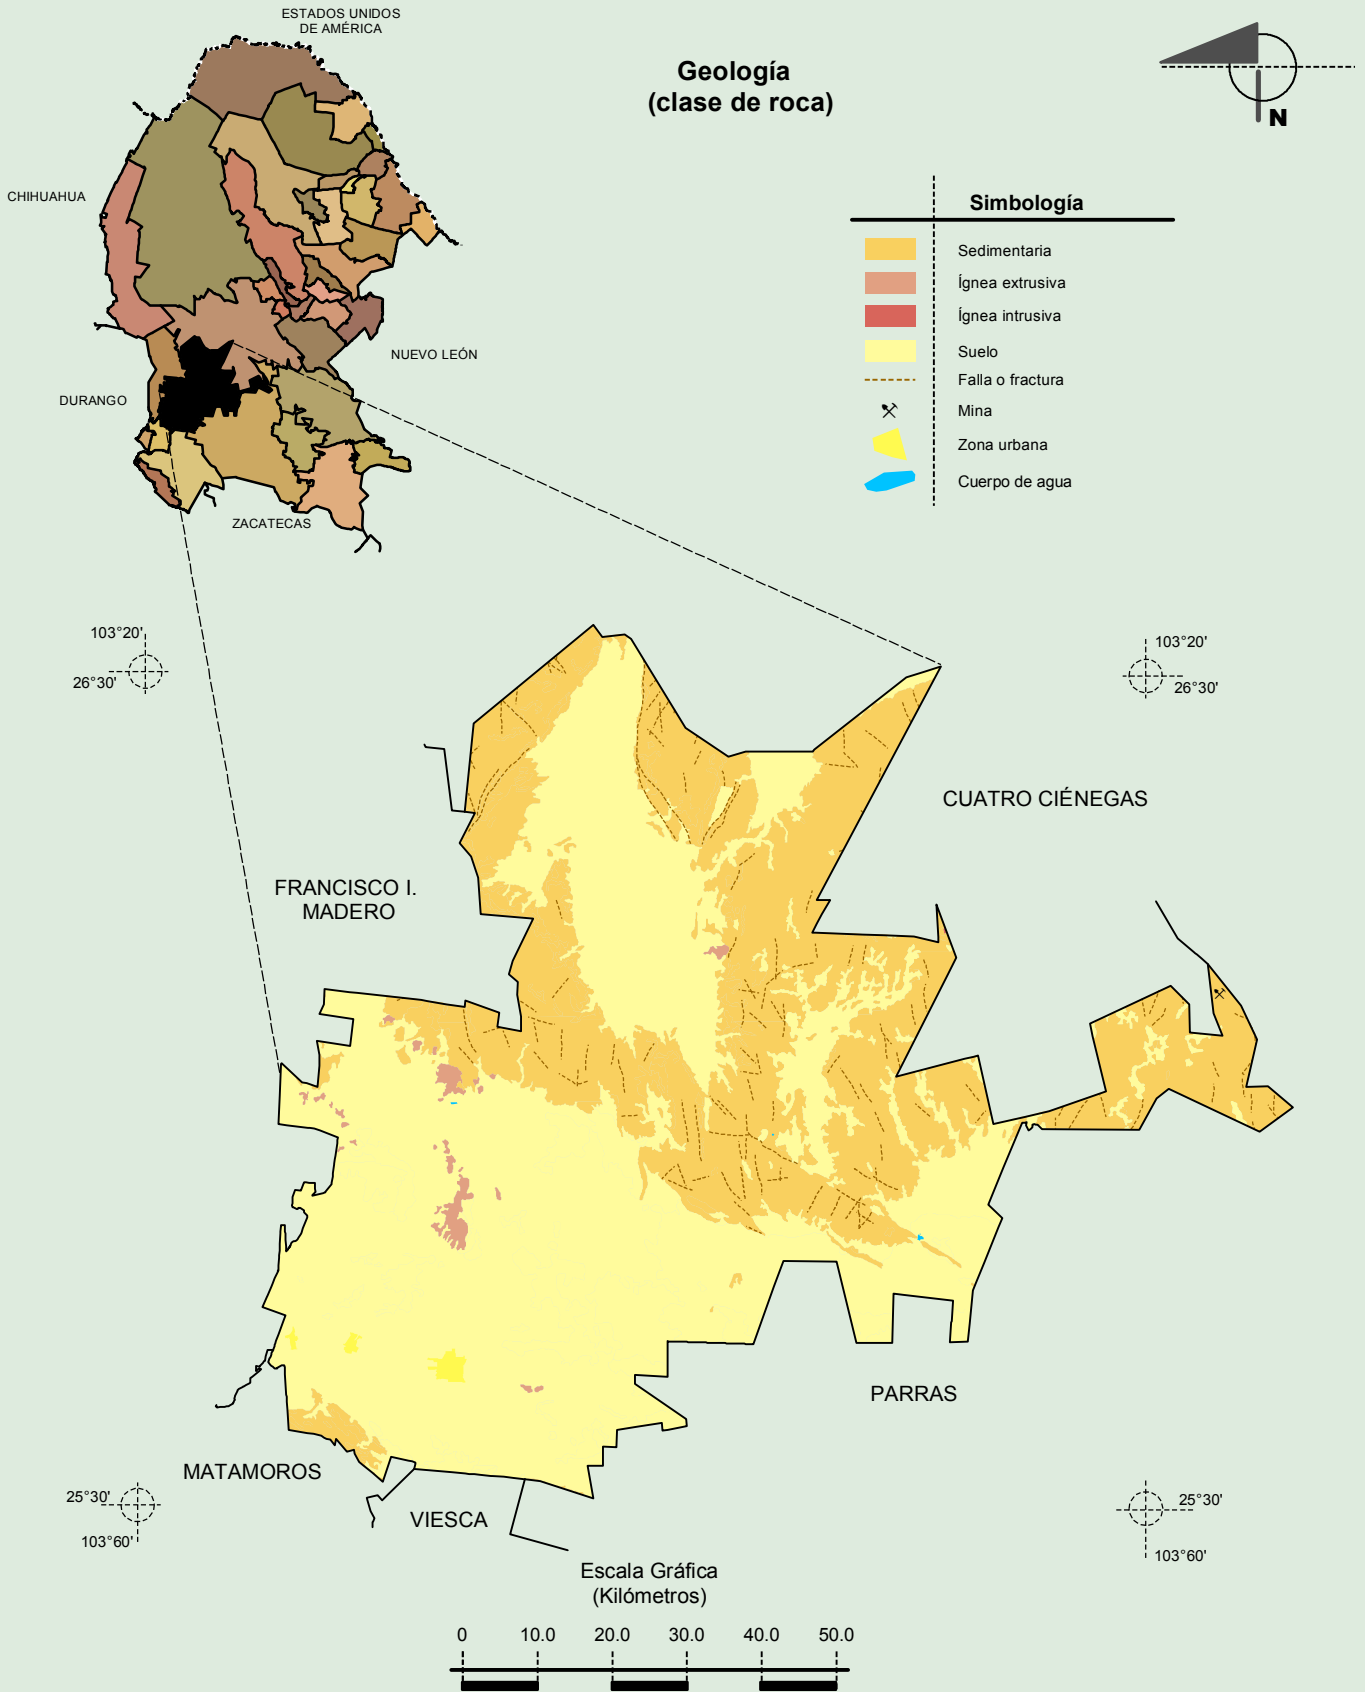 ESTADOS UNIDOS
DE AMÉRICA
Geología
(clase de roca)
N
CHIHUAHUA
NUEVO LEÓN
DURANGO
ZACATECAS
Simbología
Sedimentaria
Ígnea extrusiva
Ígnea intrusiva
Suelo
Falla o fractura
Mina
Zona urbana
Cuerpo de agua
103°20'
26°30'
103°20'
26°30'
CUATRO CIÉNEGAS
FRANCISCO I.
MADERO
PARRAS
MATAMOROS
VIESCA
25°30'
103°60'
25°30'
103°60'
Escala Gráfica
(Kilómetros)
0 10.0 20.0 30.0 40.0 50.0